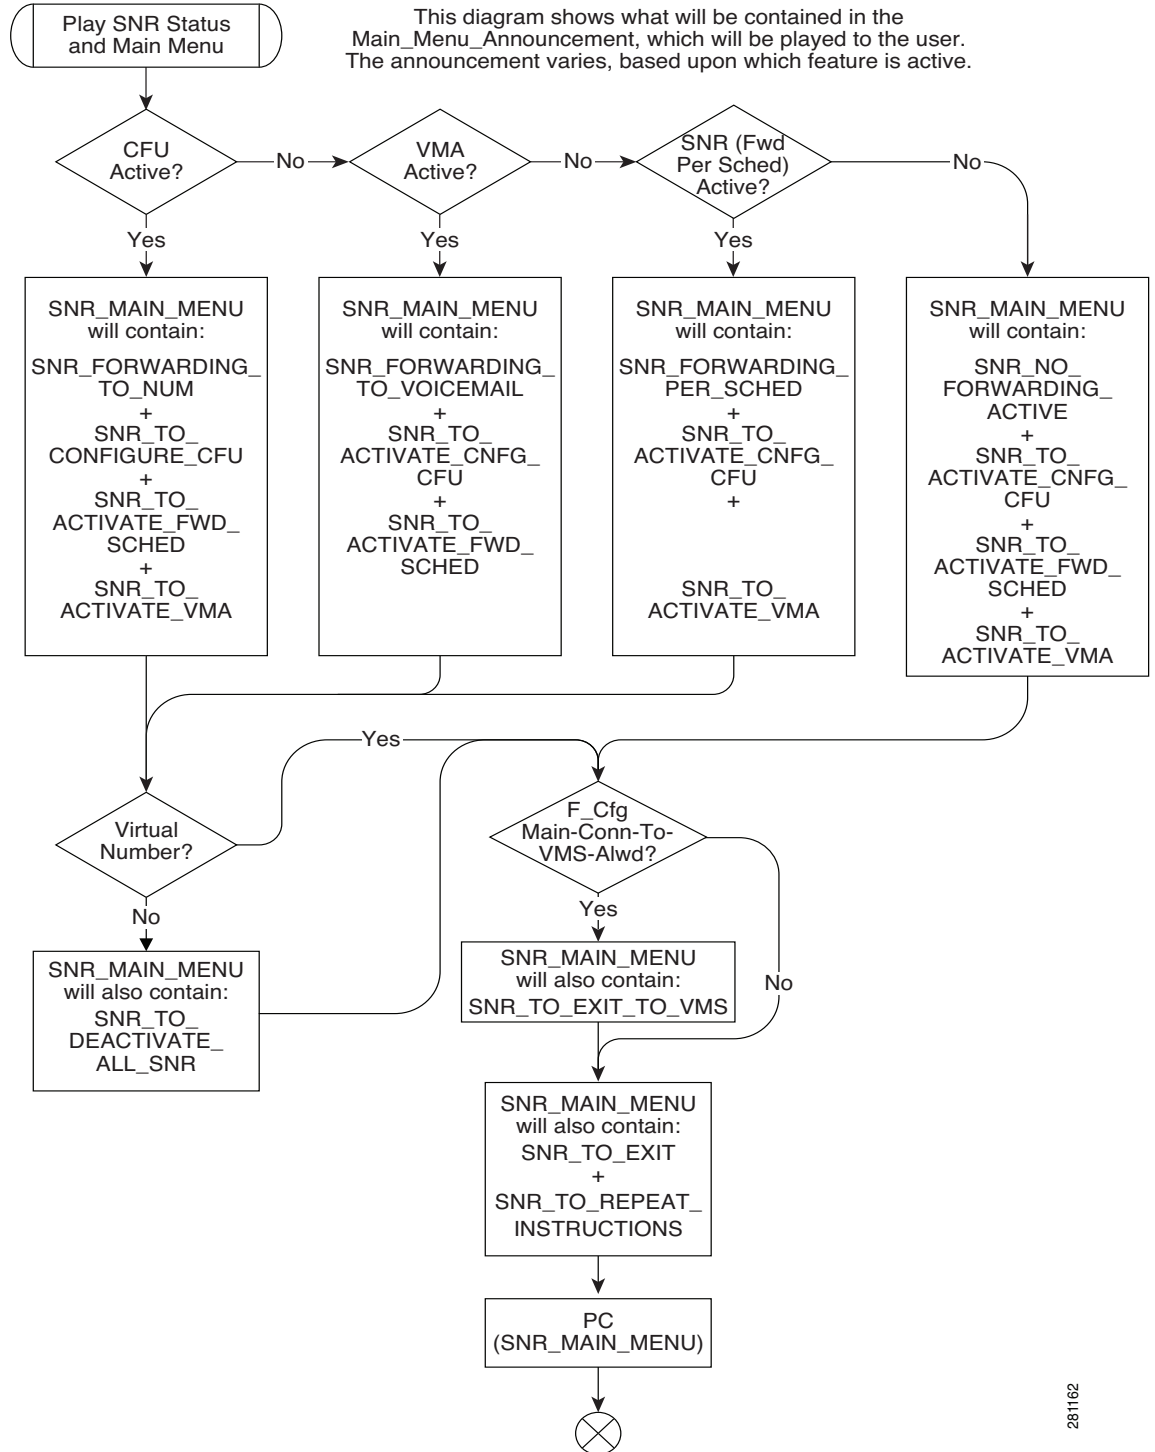 Play SNR Status
and Main Menu
This diagram shows what will be contained in the
Main_Menu_Announcement, which will be played to the user.
The announcement varies, based upon which feature is active.
CFU
Active?
No
VMA
Active?
No
SNR (Fwd
Per Sched)
Active?
No
Yes
Yes
Yes
SNR_MAIN_MENU
will contain:
SNR_FORWARDING_
TO_NUM
+
SNR_TO_
CONFIGURE_CFU
+
SNR_TO_
ACTIVATE_FWD_
SCHED
+
SNR_TO_
ACTIVATE_VMA
SNR_MAIN_MENU
will contain:
SNR_FORWARDING_
TO_VOICEMAIL
+
SNR_TO_
ACTIVATE_CNFG_
CFU
+
SNR_TO_
ACTIVATE_FWD_
SCHED
SNR_MAIN_MENU
will contain:
SNR_FORWARDING_
PER_SCHED
+
SNR_TO_
ACTIVATE_CNFG_
CFU
+
SNR_TO_
ACTIVATE_VMA
SNR_MAIN_MENU
will contain:
SNR_NO_
FORWARDING_
ACTIVE
+
SNR_TO_
ACTIVATE_CNFG_
CFU
+
SNR_TO_
ACTIVATE_FWD_
SCHED
+
SNR_TO_
ACTIVATE_VMA
Yes
Virtual
Number?
No
SNR_MAIN_MENU
will also contain:
SNR_TO_
DEACTIVATE_
ALL_SNR
F_Cfg
Main-Conn-To-
VMS-Alwd?
Yes
No
SNR_MAIN_MENU
will also contain:
SNR_TO_EXIT_TO_VMS
SNR_MAIN_MENU
will also contain:
SNR_TO_EXIT
+
SNR_TO_REPEAT_
INSTRUCTIONS
PC
(SNR_MAIN_MENU)
281162